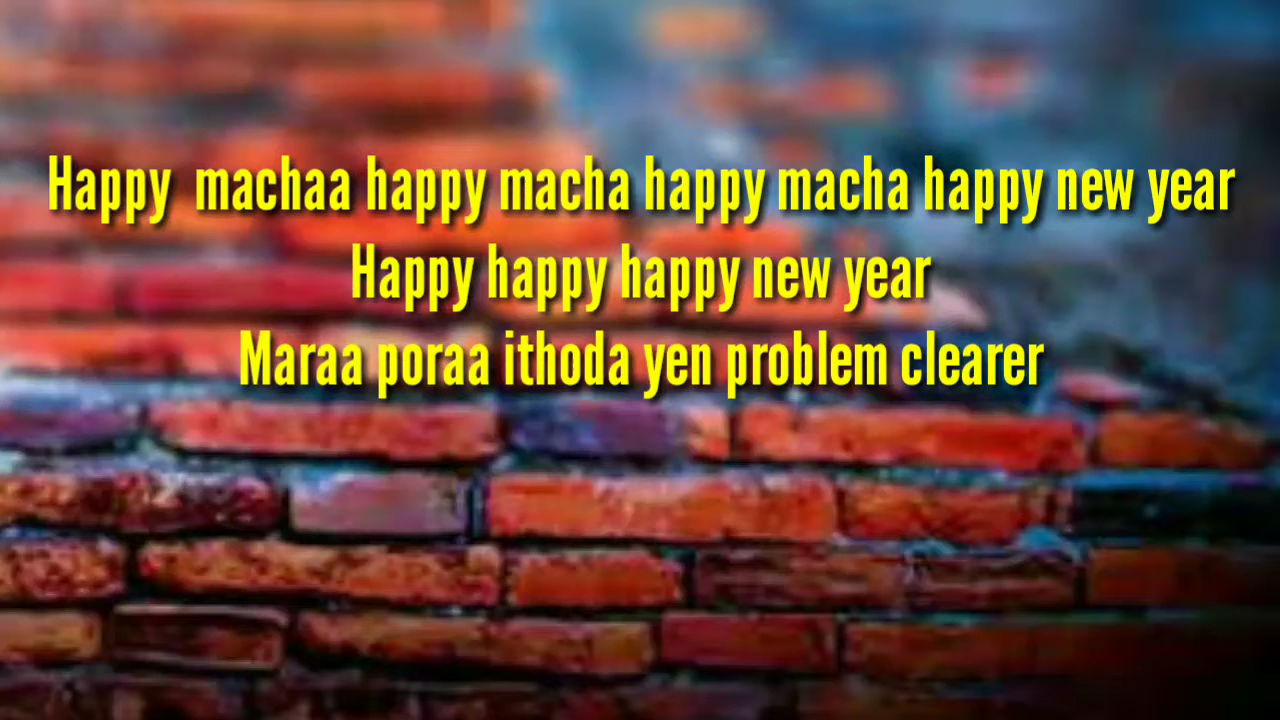 Happy machaa happy macha happy macha happy new year
Happy happy happy new year
Maraa poraa ithoda yen problem clearer